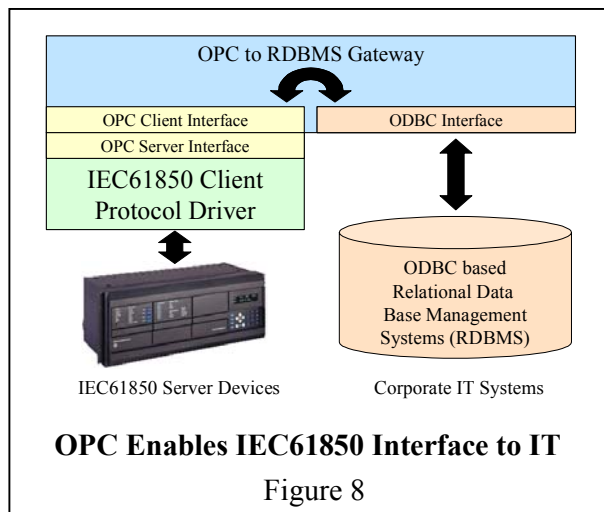 OPC to RDBMS Gateway
OPC Client Interface
ODBC Interface
OPC Server Interface
IEC61850 Client
Protocol Driver
ODBC based
Relational Data
Base Management
Systems (RDBMS)
IEC61850 Server Devices
Corporate IT Systems
OPC Enables IEC61850 Interface to IT
Figure 8